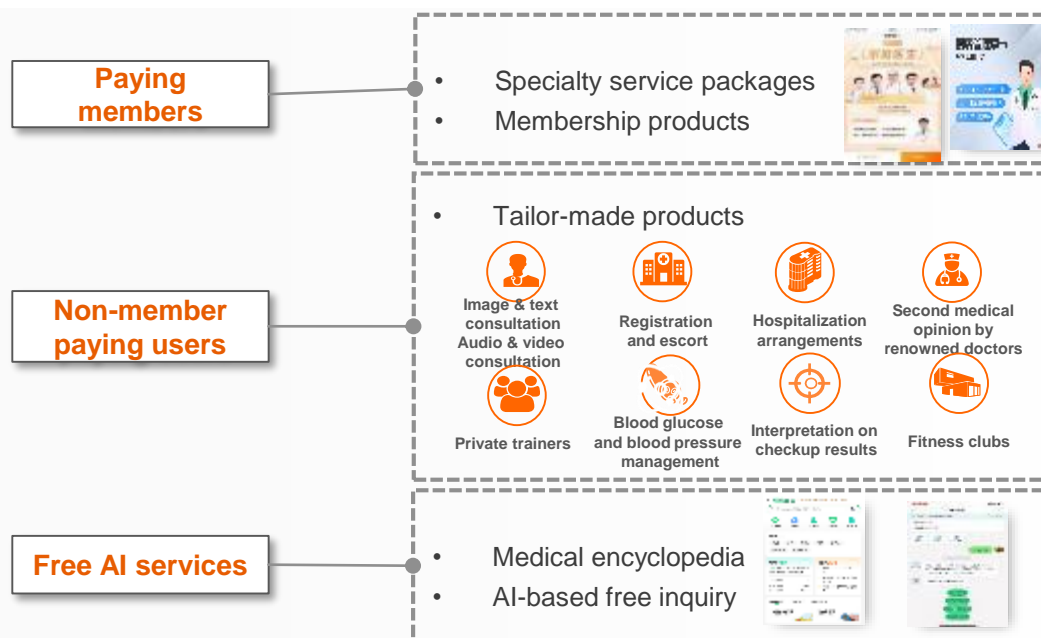 Paying
members
• Specialty service packages
• Membership products
Non-member
paying users
• Tailor-made products
Image & text
consultation
Audio & video
consultation
Registration
and escort
Hospitalization
arrangements
Second medical
opinion by
renowned doctors
Private trainers
Blood glucose
and blood pressure
management
Interpretation on
checkup results
Fitness clubs
Free AI services
• Medical encyclopedia
• AI-based free inquiry